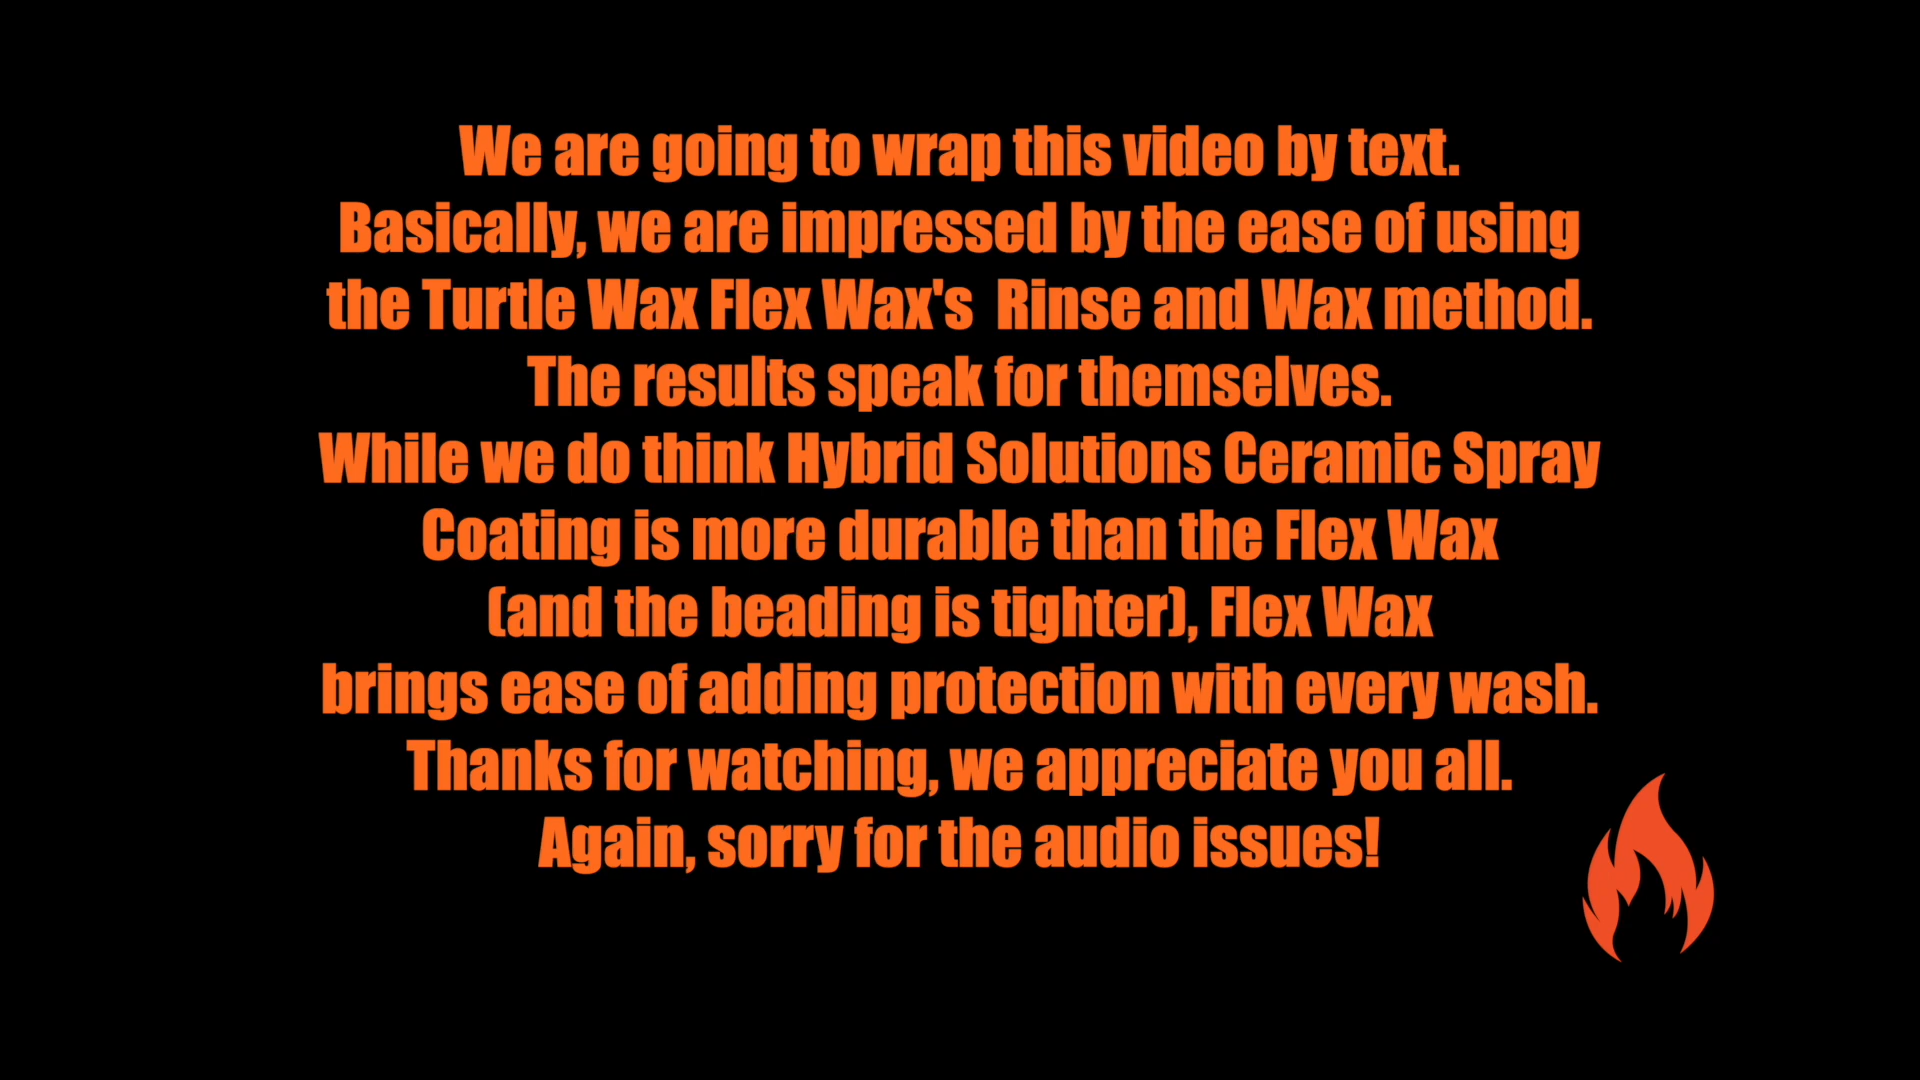 We are going to wrap this video by text.
Basically, we are impressed by the ease of using
the Turtle Wax Flex Wax's  Rinse and Wax method.
The results speak for themselves.
While we do think Hybrid Solutions Ceramic Spray
Coating is more durable than the Flex Wax
(and the beading is tighter), Flex Wax
brings ease of adding protection with every wash.
Thanks for watching, we appreciate you all.
Again, sorry for the audio issues!